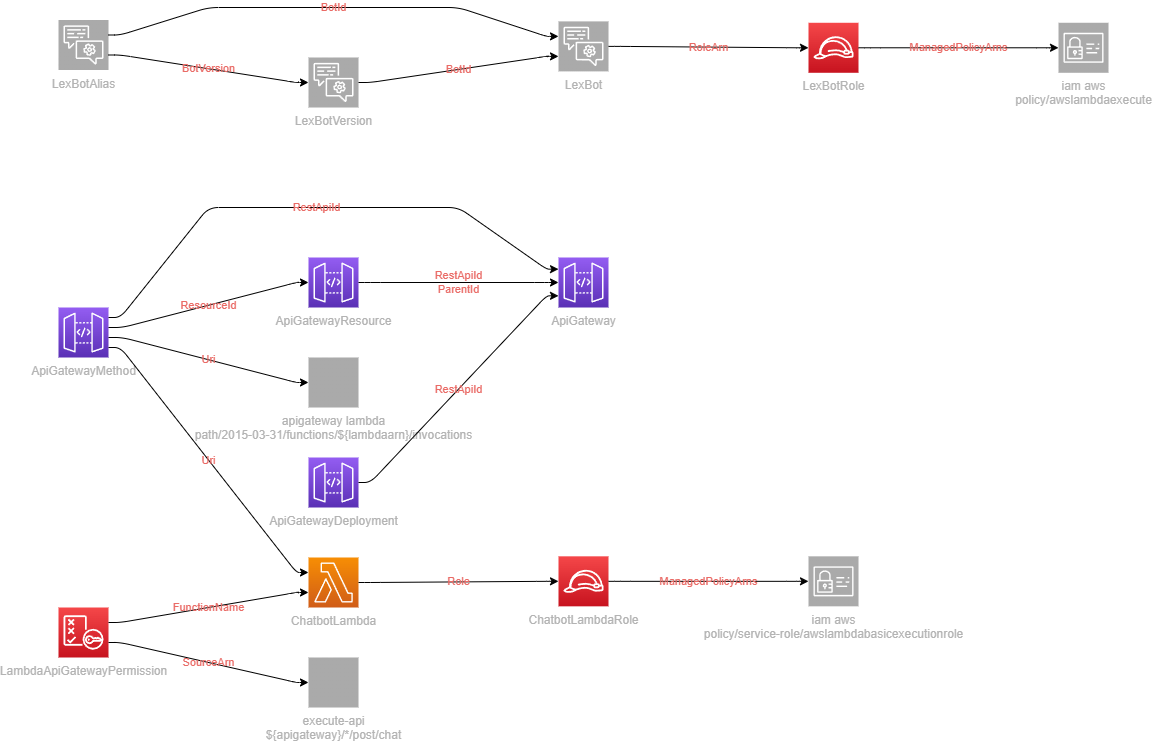 BotId
LexBotAlias
BotVersion
LexBotVersion
BotId
LexBot
RoleArn
LexBotRole
ManagedPolicyArns
iam aws
policy/awslambdaexecute
RestApiId
ApiGatewayMethod
ResourceId
ApiGatewayResource
RestApiId
ParentId
ApiGateway
Uri
apigateway lambda
path/2015-03-31/functions/${lambdaarn}/invocations
RestApiId
Uri
ApiGatewayDeployment
ChatbotLambda
Role
ChatbotLambdaRole
ManagedPolicyArns
iam aws
policy/service-role/awslambdabasicexecutionrole
FunctionName
LambdaApiGatewayPermission
SourceArn
execute-api
${apigateway}/*/post/chat